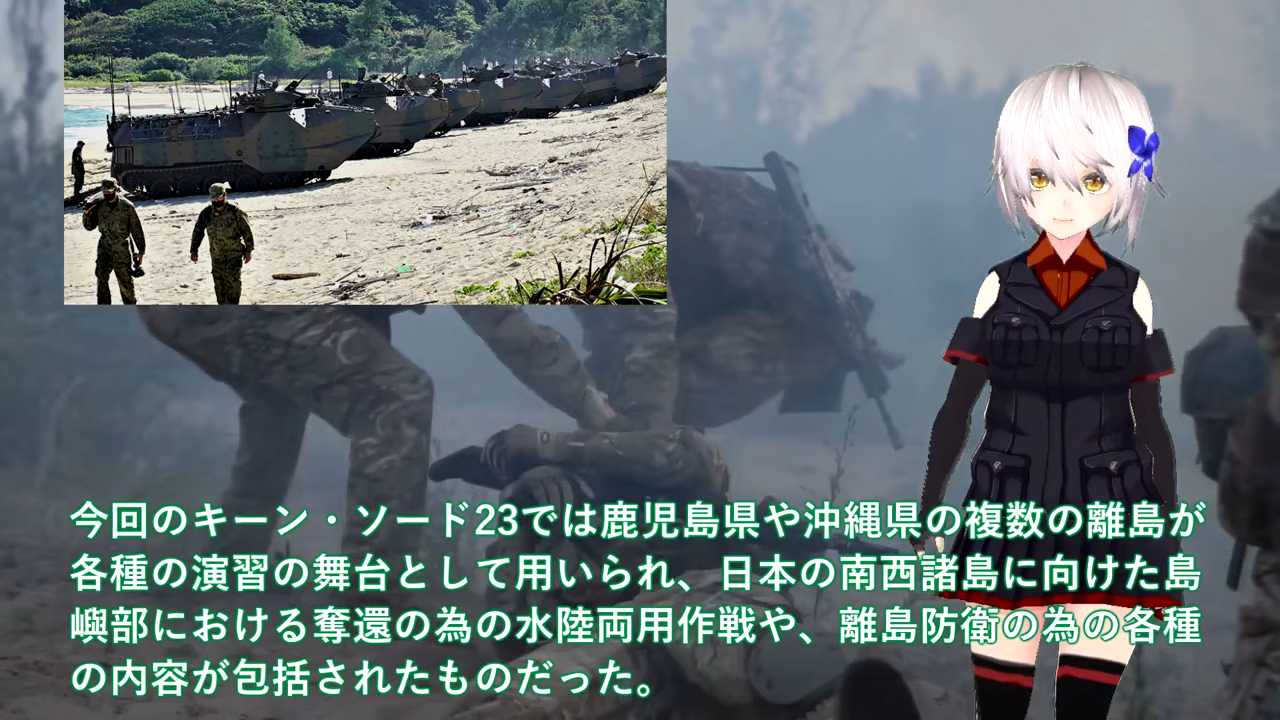 今回のキーン・ソード23では鹿児島県や沖縄県の複数の離島が
各種の演習の舞台として用いられ、日本の南西諸島に向けた島
嶼部における奪還の為の水陸両用作戦や、離島防衛の為の各種
の内容が包括されたものだった。